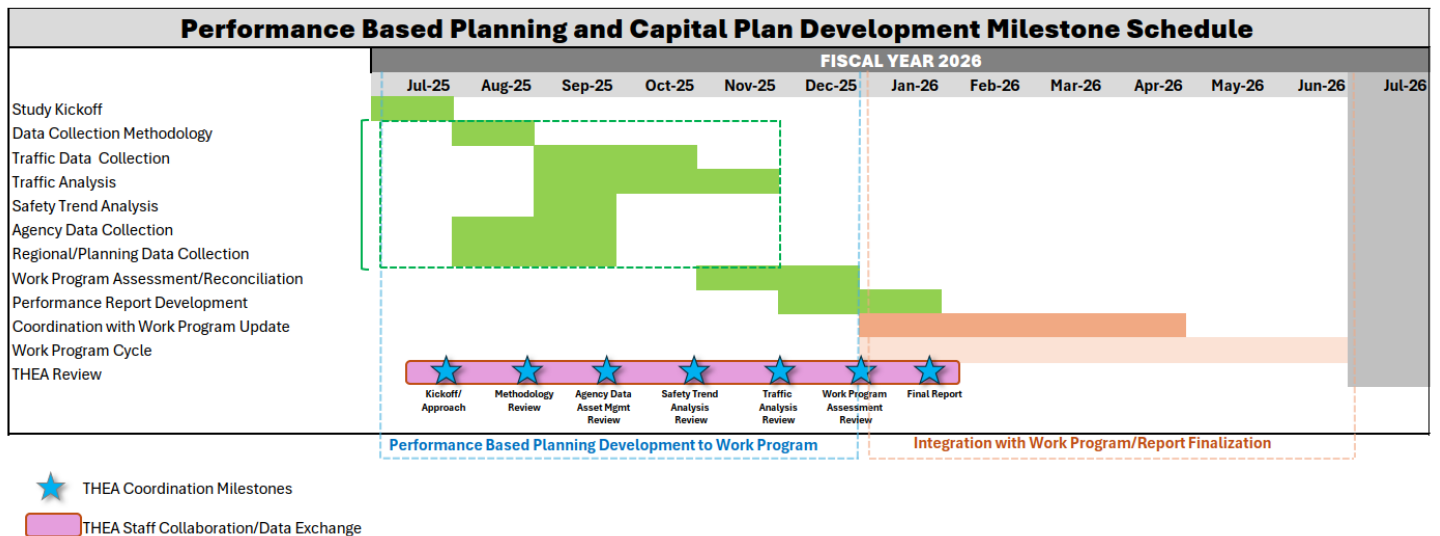 Performance Based Planning and Capital Plan Development Milestone Schedule
FISCAL YEAR 2026
Jul-25 Aug-25 Sep-25 Oct-25 Nov-25 Dec-25 Jan-26 Feb-26 Mar-26 Apr-26 May-26 Jun-26 Jul-26
Study Kickoff
Data Collection Methodology
Traffic Data Collection
Traffic Analysis
Safety Trend Analysis
Agency Data Collection
Regional/Planning Data Collection
Work Program Assessment/Reconciliation
Performance Report Development
Coordination with Work Program Update
Work Program Cycle
THEA Review
Kickoff/
Approach
Methodology
Review
Agency Data
Asset Mgmt
Review
Safety Trend
Analysis
Review
Traffic
Analysis
Review
Work Program
Assessment
Review
Final Report
Performance Based Planning Development to Work Program
Integration with Work Program/Report Finalization
THEA Coordination Milestones
THEA Staff Collaboration/Data Exchange